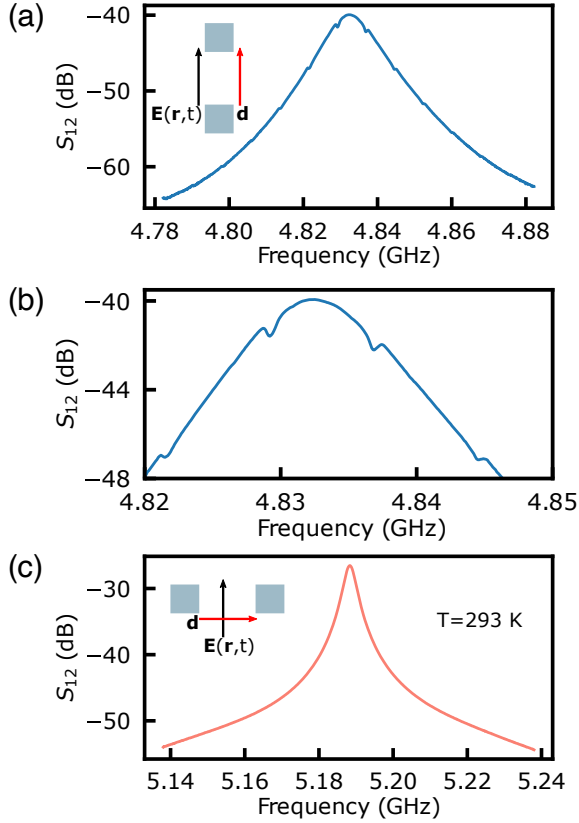 (a)
−40
−50
−60
S12 (dB)
E(r,t)
d
4.78 4.80 4.82 4.84 4.86 4.88
Frequency (GHz)
(b)
−40
−44
−48
S12 (dB)
4.82 4.83 4.84 4.85
Frequency (GHz)
(c)
−30
−40
−50
S12 (dB)
d
E(r,t)
T=293 K
5.14 5.16 5.18 5.20 5.22 5.24
Frequency (GHz)